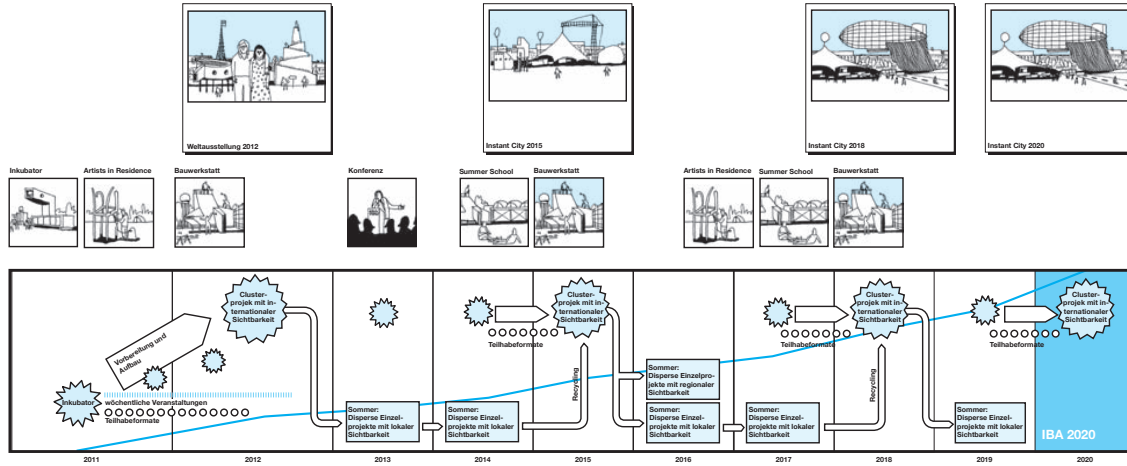 Weltausstellung 2012
Instant City 2015
Instant City 2018
Instant City 2020
Inkubator
Artists in Residence
Bauwerkstatt
Konferenz
Summer School
Bauwerkstatt
Artists in Residence
Summer School
Bauwerkstatt
Inkubator
Vorbereitung und
Aufbau
wöchentliche Veranstaltungen
Teilhabeformate
Cluster-
projek mit in-
ternationaler
Sichtbarkeit
Sommer:
Disperse Einzel-
projekte mit lokaler
Sichtbarkeit
Sommer:
Disperse Einzel-
projekte mit lokaler
Sichtbarkeit
Teilhabeformate
Recycling
Cluster-
projek mit in-
ternationaler
Sichtbarkeit
Sommer:
Disperse Einzelpro-
jekte mit regionaler
Sichtbarkeit
Sommer:
Disperse Einzel-
projekte mit lokaler
Sichtbarkeit
Sommer:
Disperse Einzel-
projekte mit lokaler
Sichtbarkeit
Teilhabeformate
Recycling
Cluster-
projek mit in-
ternationaler
Sichtbarkeit
Sommer:
Disperse Einzel-
projekte mit lokaler
Sichtbarkeit
Teilhabeformate
Cluster-
projek mit in-
ternationaler
Sichtbarkeit
IBA 2020
2011
2012
2013
2014
2015
2016
2017
2018
2019
2020